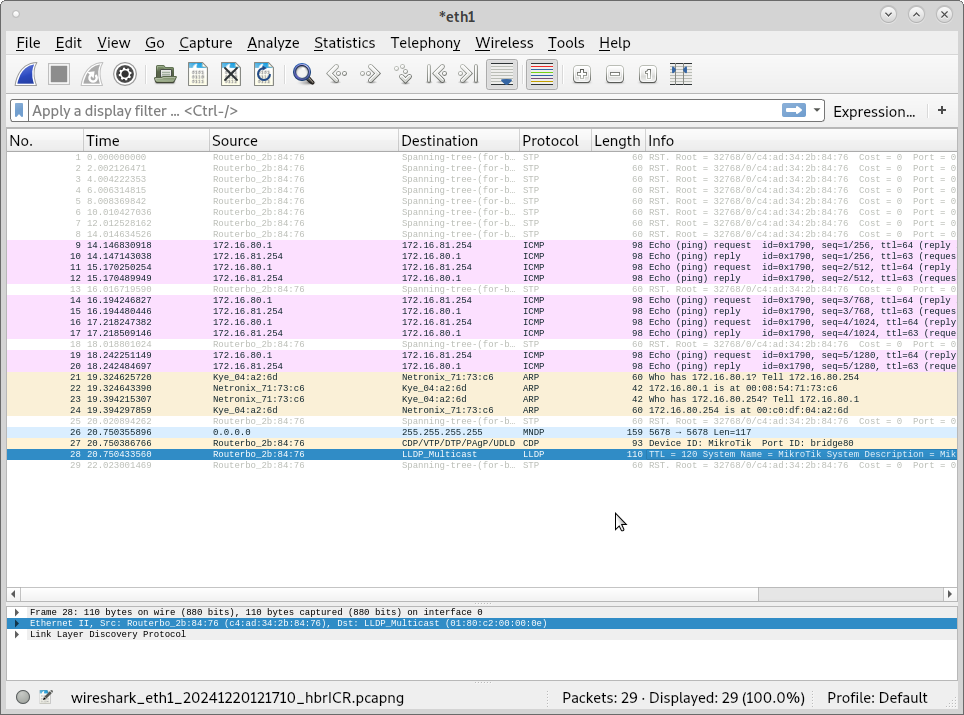 *eth1
File Edit View Go Capture Analyze Statistics Telephony Wireless Tools Help
Apply a display filter ... <Ctrl-/> Expression... +
No. Time Source Destination Protocol Length Info
1 0.000000000 Routerbo_2b:84:76 Spanning-tree-(for-b… STP 60 RST. Root = 32768/0/c4:ad:34:2b:84:76 Cost = 0 Port = 0
2 2.002126471 Routerbo_2b:84:76 Spanning-tree-(for-b… STP 60 RST. Root = 32768/0/c4:ad:34:2b:84:76 Cost = 0 Port = 0
3 4.004222353 Routerbo_2b:84:76 Spanning-tree-(for-b… STP 60 RST. Root = 32768/0/c4:ad:34:2b:84:76 Cost = 0 Port = 0
4 6.006314815 Routerbo_2b:84:76 Spanning-tree-(for-b… STP 60 RST. Root = 32768/0/c4:ad:34:2b:84:76 Cost = 0 Port = 0
5 8.008369842 Routerbo_2b:84:76 Spanning-tree-(for-b… STP 60 RST. Root = 32768/0/c4:ad:34:2b:84:76 Cost = 0 Port = 0
6 10.010427036 Routerbo_2b:84:76 Spanning-tree-(for-b… STP 60 RST. Root = 32768/0/c4:ad:34:2b:84:76 Cost = 0 Port = 0
7 12.012528162 Routerbo_2b:84:76 Spanning-tree-(for-b… STP 60 RST. Root = 32768/0/c4:ad:34:2b:84:76 Cost = 0 Port = 0
8 14.014634526 Routerbo_2b:84:76 Spanning-tree-(for-b… STP 60 RST. Root = 32768/0/c4:ad:34:2b:84:76 Cost = 0 Port = 0
9 14.146830918 172.16.80.1 172.16.81.254 ICMP 98 Echo (ping) request id=0x1790, seq=1/256, ttl=64 (reply
10 14.147143038 172.16.81.254 172.16.80.1 ICMP 98 Echo (ping) reply id=0x1790, seq=1/256, ttl=63 (reques
11 15.170250254 172.16.80.1 172.16.81.254 ICMP 98 Echo (ping) request id=0x1790, seq=2/512, ttl=64 (reply
12 15.170489949 172.16.81.254 172.16.80.1 ICMP 98 Echo (ping) reply id=0x1790, seq=2/512, ttl=63 (reques
13 16.016719590 Routerbo_2b:84:76 Spanning-tree-(for-b… STP 60 RST. Root = 32768/0/c4:ad:34:2b:84:76 Cost = 0 Port = 0
14 16.194246827 172.16.80.1 172.16.81.254 ICMP 98 Echo (ping) request id=0x1790, seq=3/768, ttl=64 (reply
15 16.194480446 172.16.81.254 172.16.80.1 ICMP 98 Echo (ping) reply id=0x1790, seq=3/768, ttl=63 (reques
16 17.218247382 172.16.80.1 172.16.81.254 ICMP 98 Echo (ping) request id=0x1790, seq=4/1024, ttl=64 (reply
17 17.218509146 172.16.81.254 172.16.80.1 ICMP 98 Echo (ping) reply id=0x1790, seq=4/1024, ttl=63 (reque
18 18.018801024 Routerbo_2b:84:76 Spanning-tree-(for-b… STP 60 RST. Root = 32768/0/c4:ad:34:2b:84:76 Cost = 0 Port = 0
19 18.242251149 172.16.80.1 172.16.81.254 ICMP 98 Echo (ping) request id=0x1790, seq=5/1280, ttl=64 (reply
20 18.242484697 172.16.81.254 172.16.80.1 ICMP 98 Echo (ping) reply id=0x1790, seq=5/1280, ttl=63 (reque
21 19.324625720 Kye_04:a2:6d Netronix_71:73:c6 ARP 60 Who has 172.16.80.1? Tell 172.16.80.254
22 19.324643390 Netronix_71:73:c6 Kye_04:a2:6d ARP 42 172.16.80.1 is at 00:08:54:71:73:c6
23 19.394215307 Netronix_71:73:c6 Kye_04:a2:6d ARP 42 Who has 172.16.80.254? Tell 172.16.80.1
24 19.394297859 Kye_04:a2:6d Netronix_71:73:c6 ARP 60 172.16.80.254 is at 00:c0:df:04:a2:6d
25 20.020894262 Routerbo_2b:84:76 Spanning-tree-(for-b… STP 60 RST. Root = 32768/0/c4:ad:34:2b:84:76 Cost = 0 Port = 0
26 20.750355896 0.0.0.0 255.255.255.255 MNDP 159 5678 → 5678 Len=117
27 20.750386766 Routerbo_2b:84:76 CDP/VTP/DTP/PAgP/UDLD CDP 93 Device ID: MikroTik Port ID: bridge80
28 20.750433560 Routerbo_2b:84:76 LLDP_Multicast LLDP 110 TTL = 120 System Name = MikroTik System Description = Mik
29 22.023001469 Routerbo_2b:84:76 Spanning-tree-(for-b… STP 60 RST. Root = 32768/0/c4:ad:34:2b:84:76 Cost = 0 Port = 0
Frame 28: 110 bytes on wire (880 bits), 110 bytes captured (880 bits) on interface 0
Ethernet II, Src: Routerbo_2b:84:76 (c4:ad:34:2b:84:76), Dst: LLDP_Multicast (01:80:c2:00:00:0e)
Link Layer Discovery Protocol
wireshark_eth1_20241220121710_hbrICR.pcapng Packets: 29 · Displayed: 29 (100.0%) Profile: Default